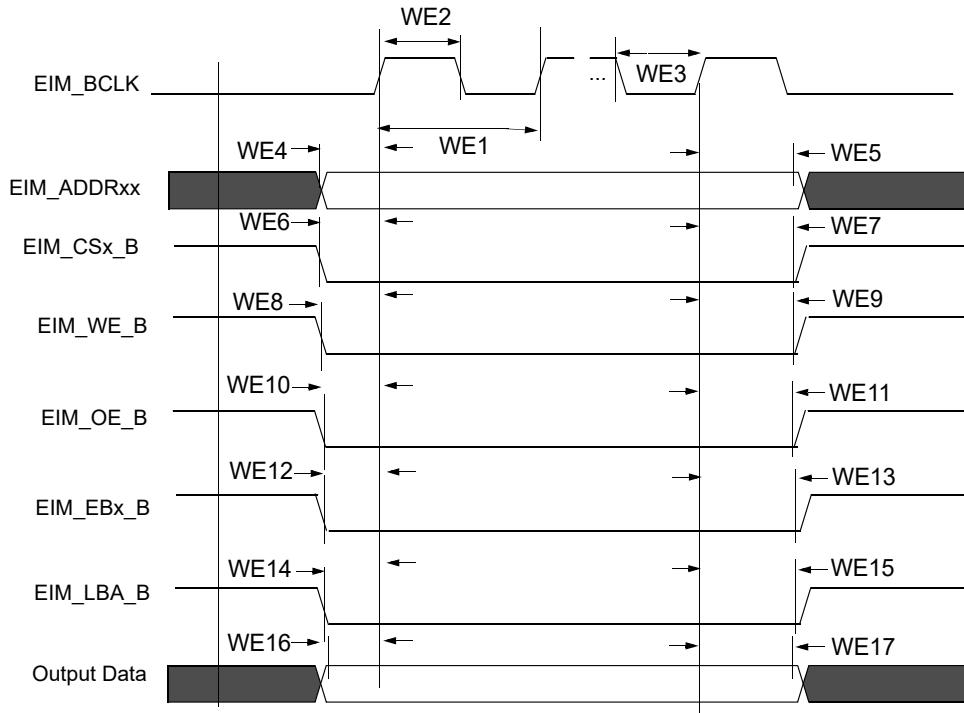 WE2
EIM_BCLK
...
WE3
WE4
WE1
WE5
EIM_ADDRxx
WE6
WE7
EIM_CSx_B
WE8
WE9
EIM_WE_B
WE10
WE11
EIM_OE_B
WE12
WE13
EIM_EBx_B
WE14
WE15
EIM_LBA_B
WE16
WE17
Output Data